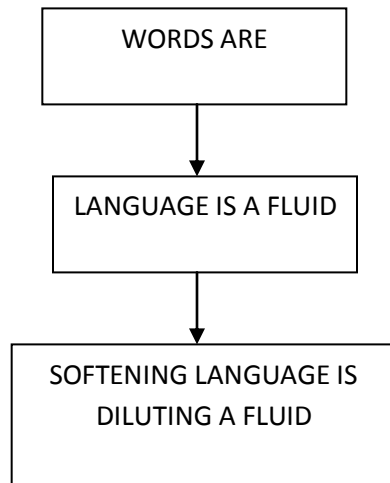 WORDS ARE
LANGUAGE IS A FLUID
SOFTENING LANGUAGE IS
DILUTING A FLUID